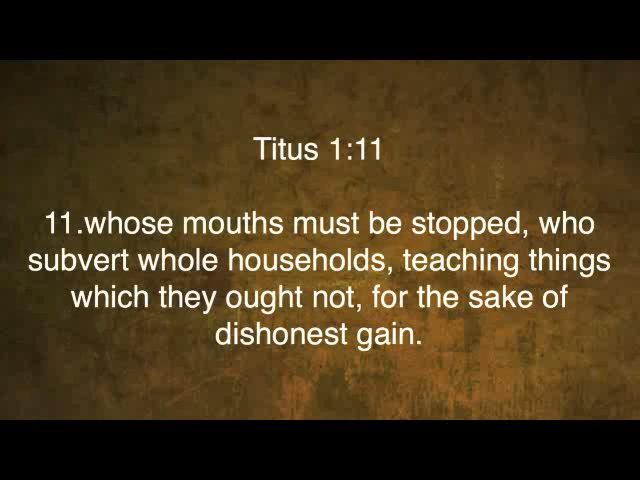 Titus 1:11
11.whose mouths must be stopped, who
subvert whole households, teaching things
which they ought not, for the sake of
dishonest gain.